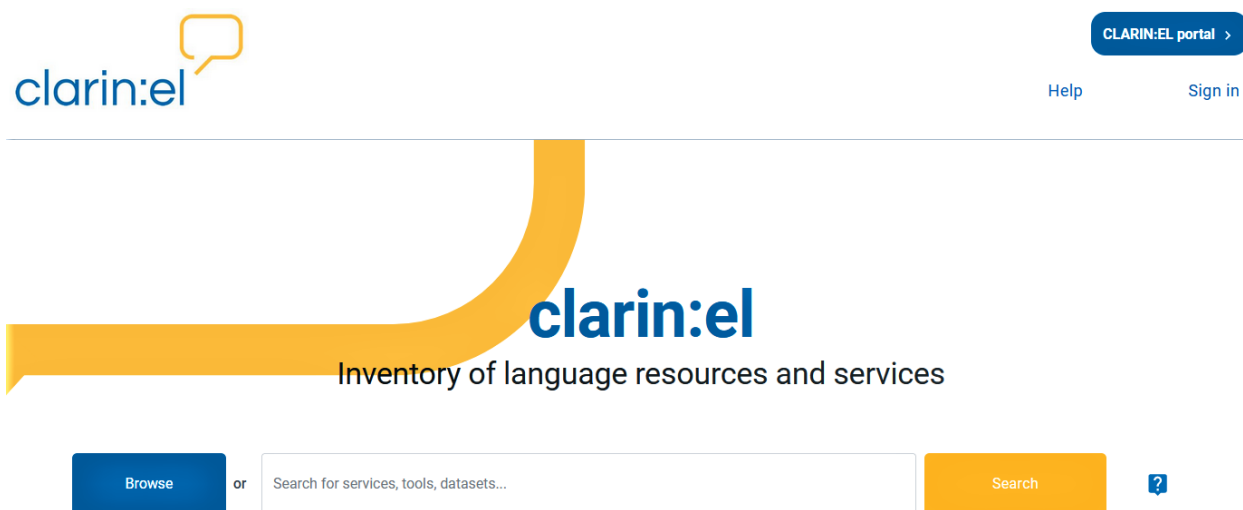 CLARIN:EL portal >
clarin:el
Help Sign in
clarin:el
Inventory of language resources and services
Browse or Search for services, tools, datasets... Search ?